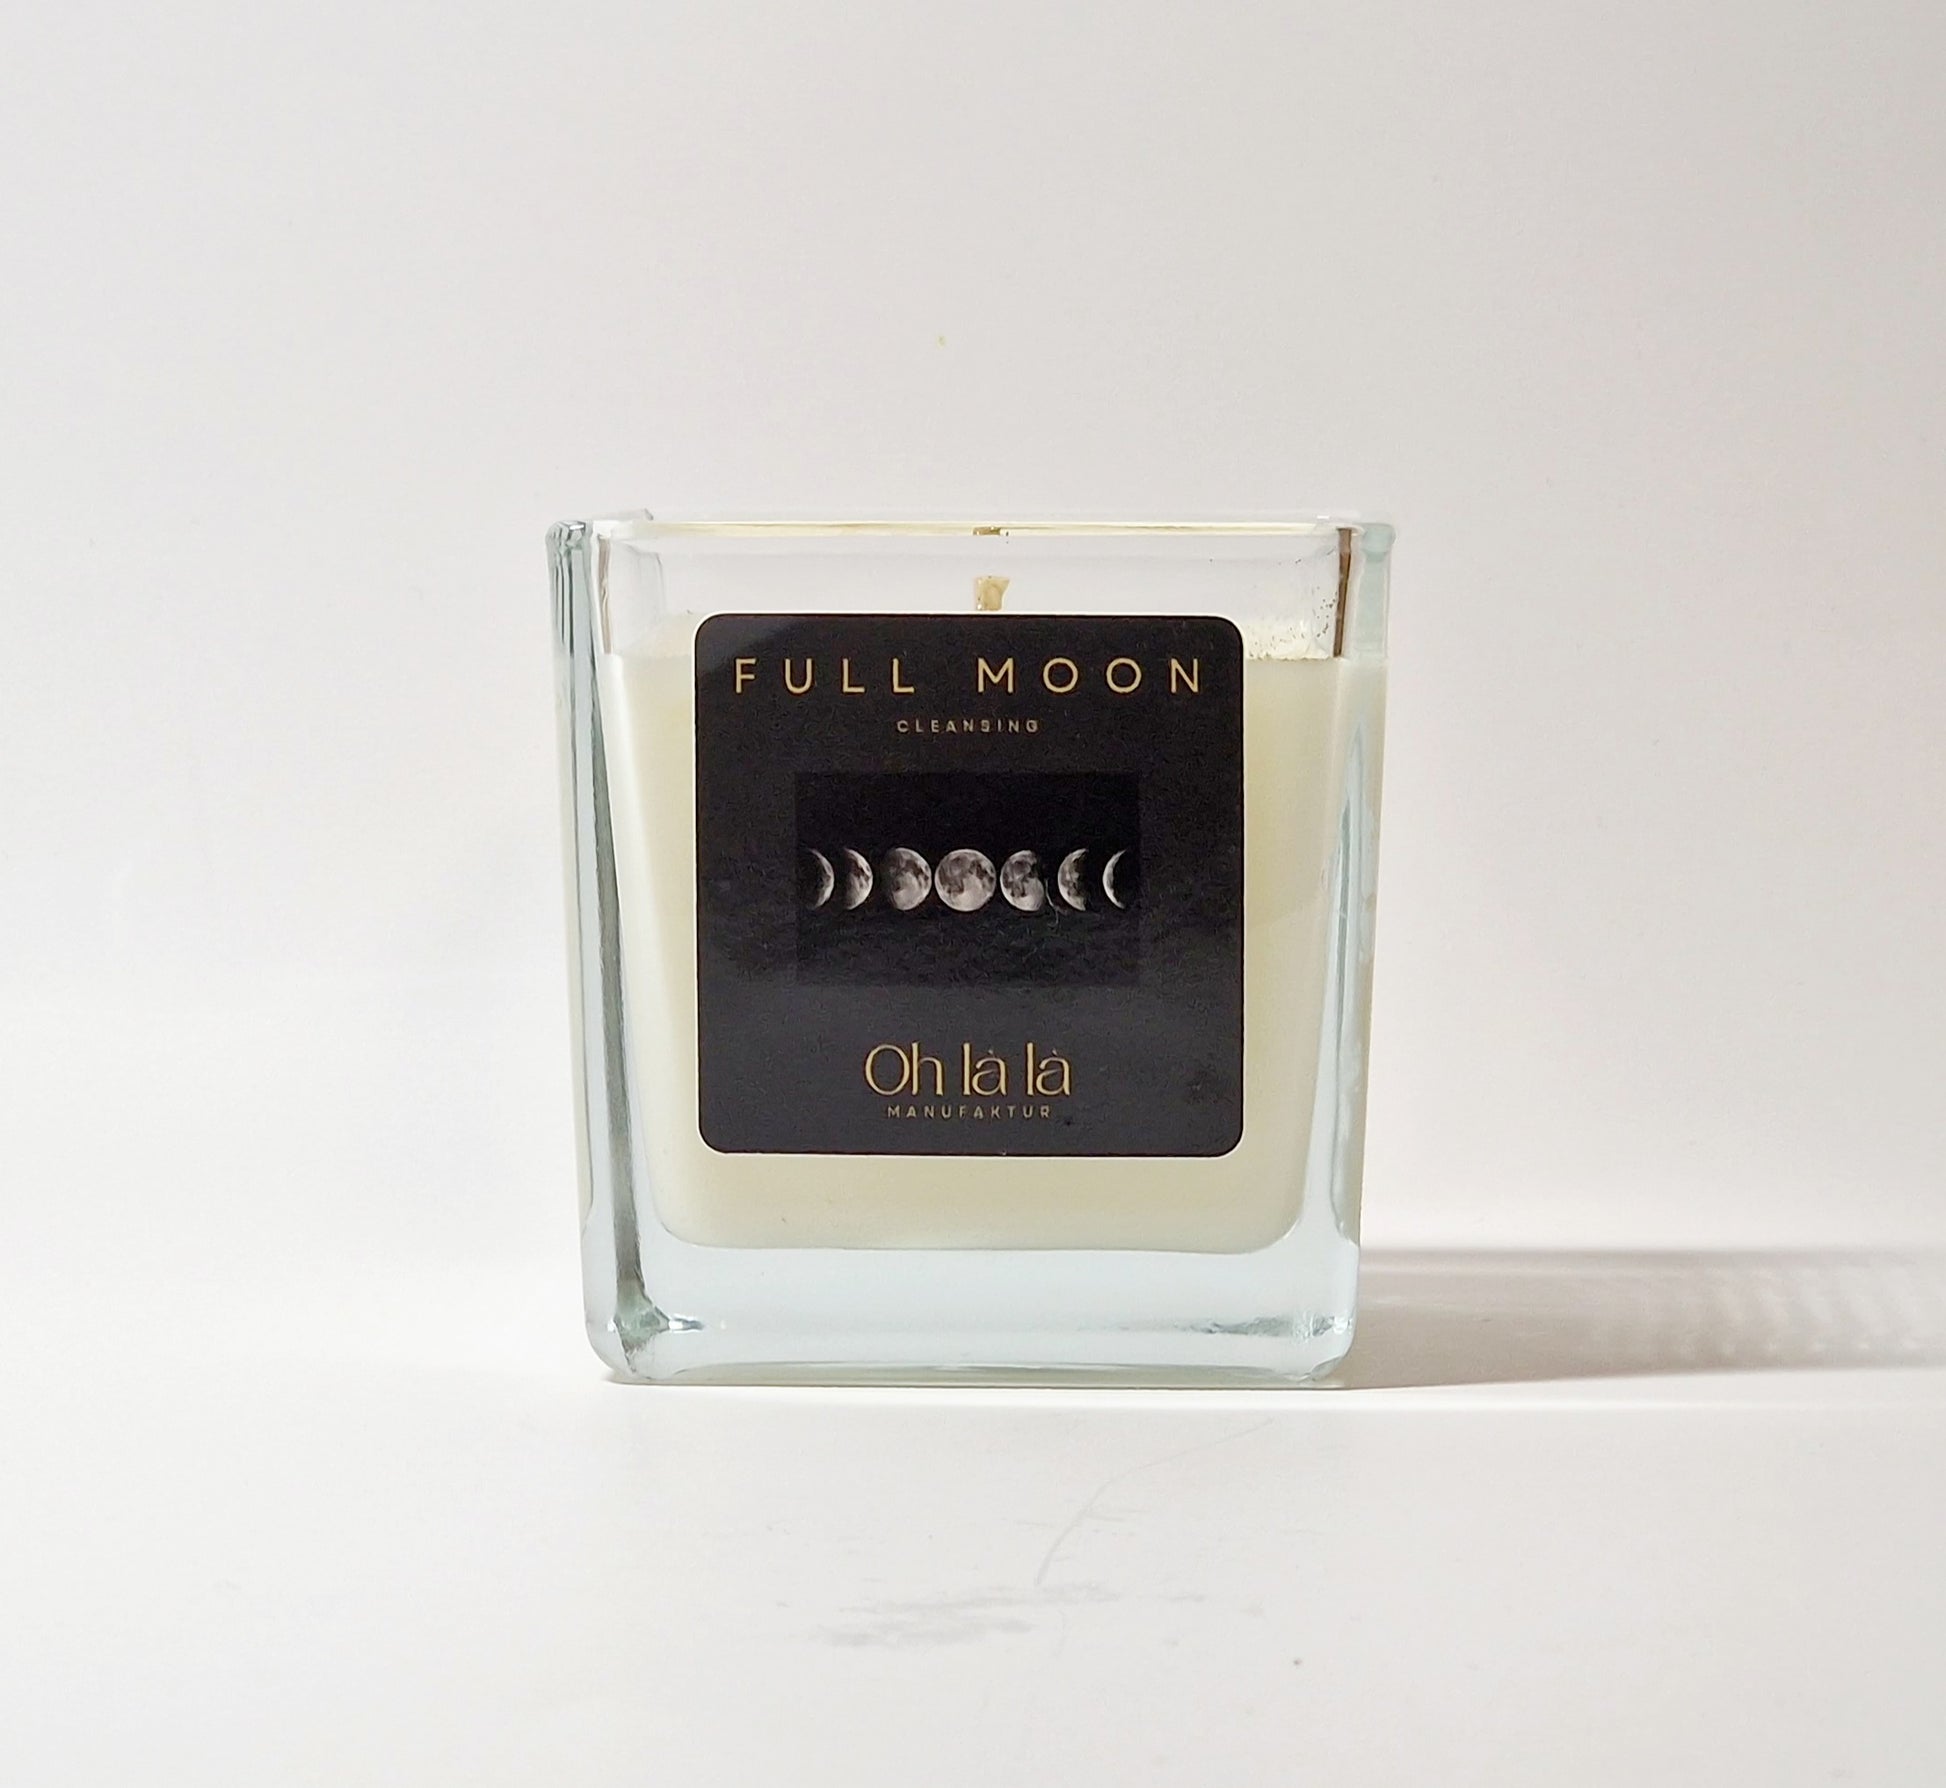 FULL MOON
CLEANSING
Oh là là
MANUFAKTUR